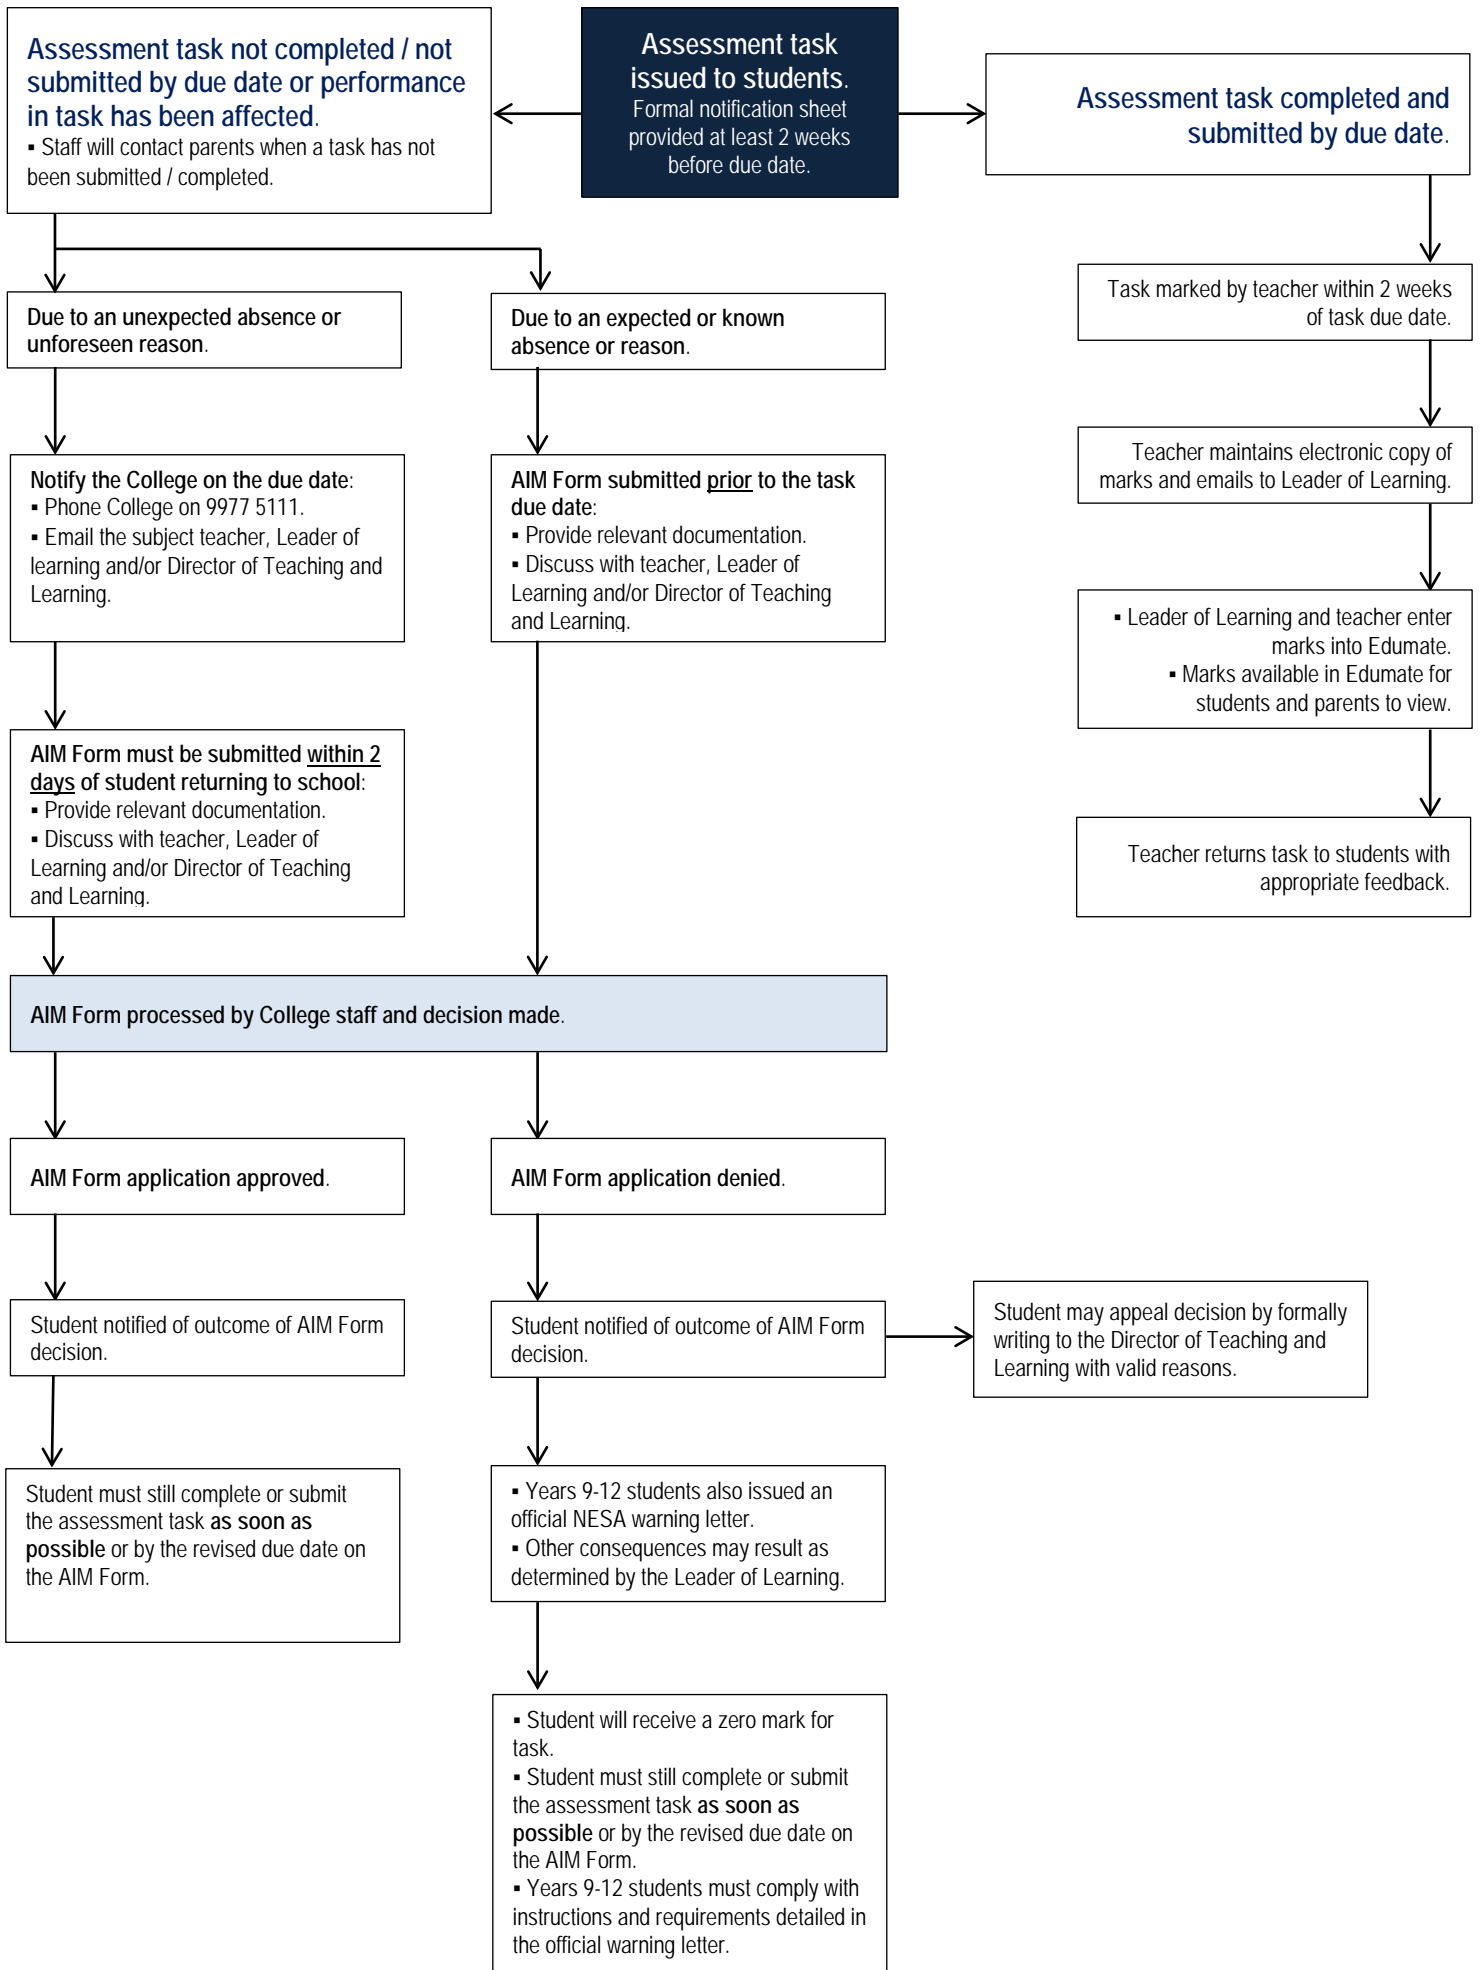 Assessment task not completed / not
submitted by due date or performance
in task has been affected.
▪ Staff will contact parents when a task has not
been submitted / completed.
Assessment task
issued to students.
Formal notification sheet
provided at least 2 weeks
before due date.
Assessment task completed and
submitted by due date.
Due to an unexpected absence or
unforeseen reason.
Due to an expected or known
absence or reason.
Task marked by teacher within 2 weeks
of task due date.
Notify the College on the due date:
▪ Phone College on 9977 5111.
▪ Email the subject teacher, Leader of
learning and/or Director of Teaching and
Learning.
AIM Form submitted prior to the task
due date:
▪ Provide relevant documentation.
▪ Discuss with teacher, Leader of
Learning and/or Director of Teaching
and Learning.
Teacher maintains electronic copy of
marks and emails to Leader of Learning.
▪ Leader of Learning and teacher enter
marks into Edumate.
▪ Marks available in Edumate for
students and parents to view.
AIM Form must be submitted within 2
days of student returning to school:
▪ Provide relevant documentation.
▪ Discuss with teacher, Leader of
Learning and/or Director of Teaching
and Learning.
Teacher returns task to students with
appropriate feedback.
AIM Form processed by College staff and decision made.
AIM Form application approved.
AIM Form application denied.
Student notified of outcome of AIM Form
decision.
Student notified of outcome of AIM Form
decision.
Student may appeal decision by formally
writing to the Director of Teaching and
Learning with valid reasons.
Student must still complete or submit
the assessment task as soon as
possible or by the revised due date on
the AIM Form.
▪ Years 9-12 students also issued an
official NESA warning letter.
▪ Other consequences may result as
determined by the Leader of Learning.
▪ Student will receive a zero mark for
task.
▪ Student must still complete or submit
the assessment task as soon as
possible or by the revised due date on
the AIM Form.
▪ Years 9-12 students must comply with
instructions and requirements detailed in
the official warning letter.